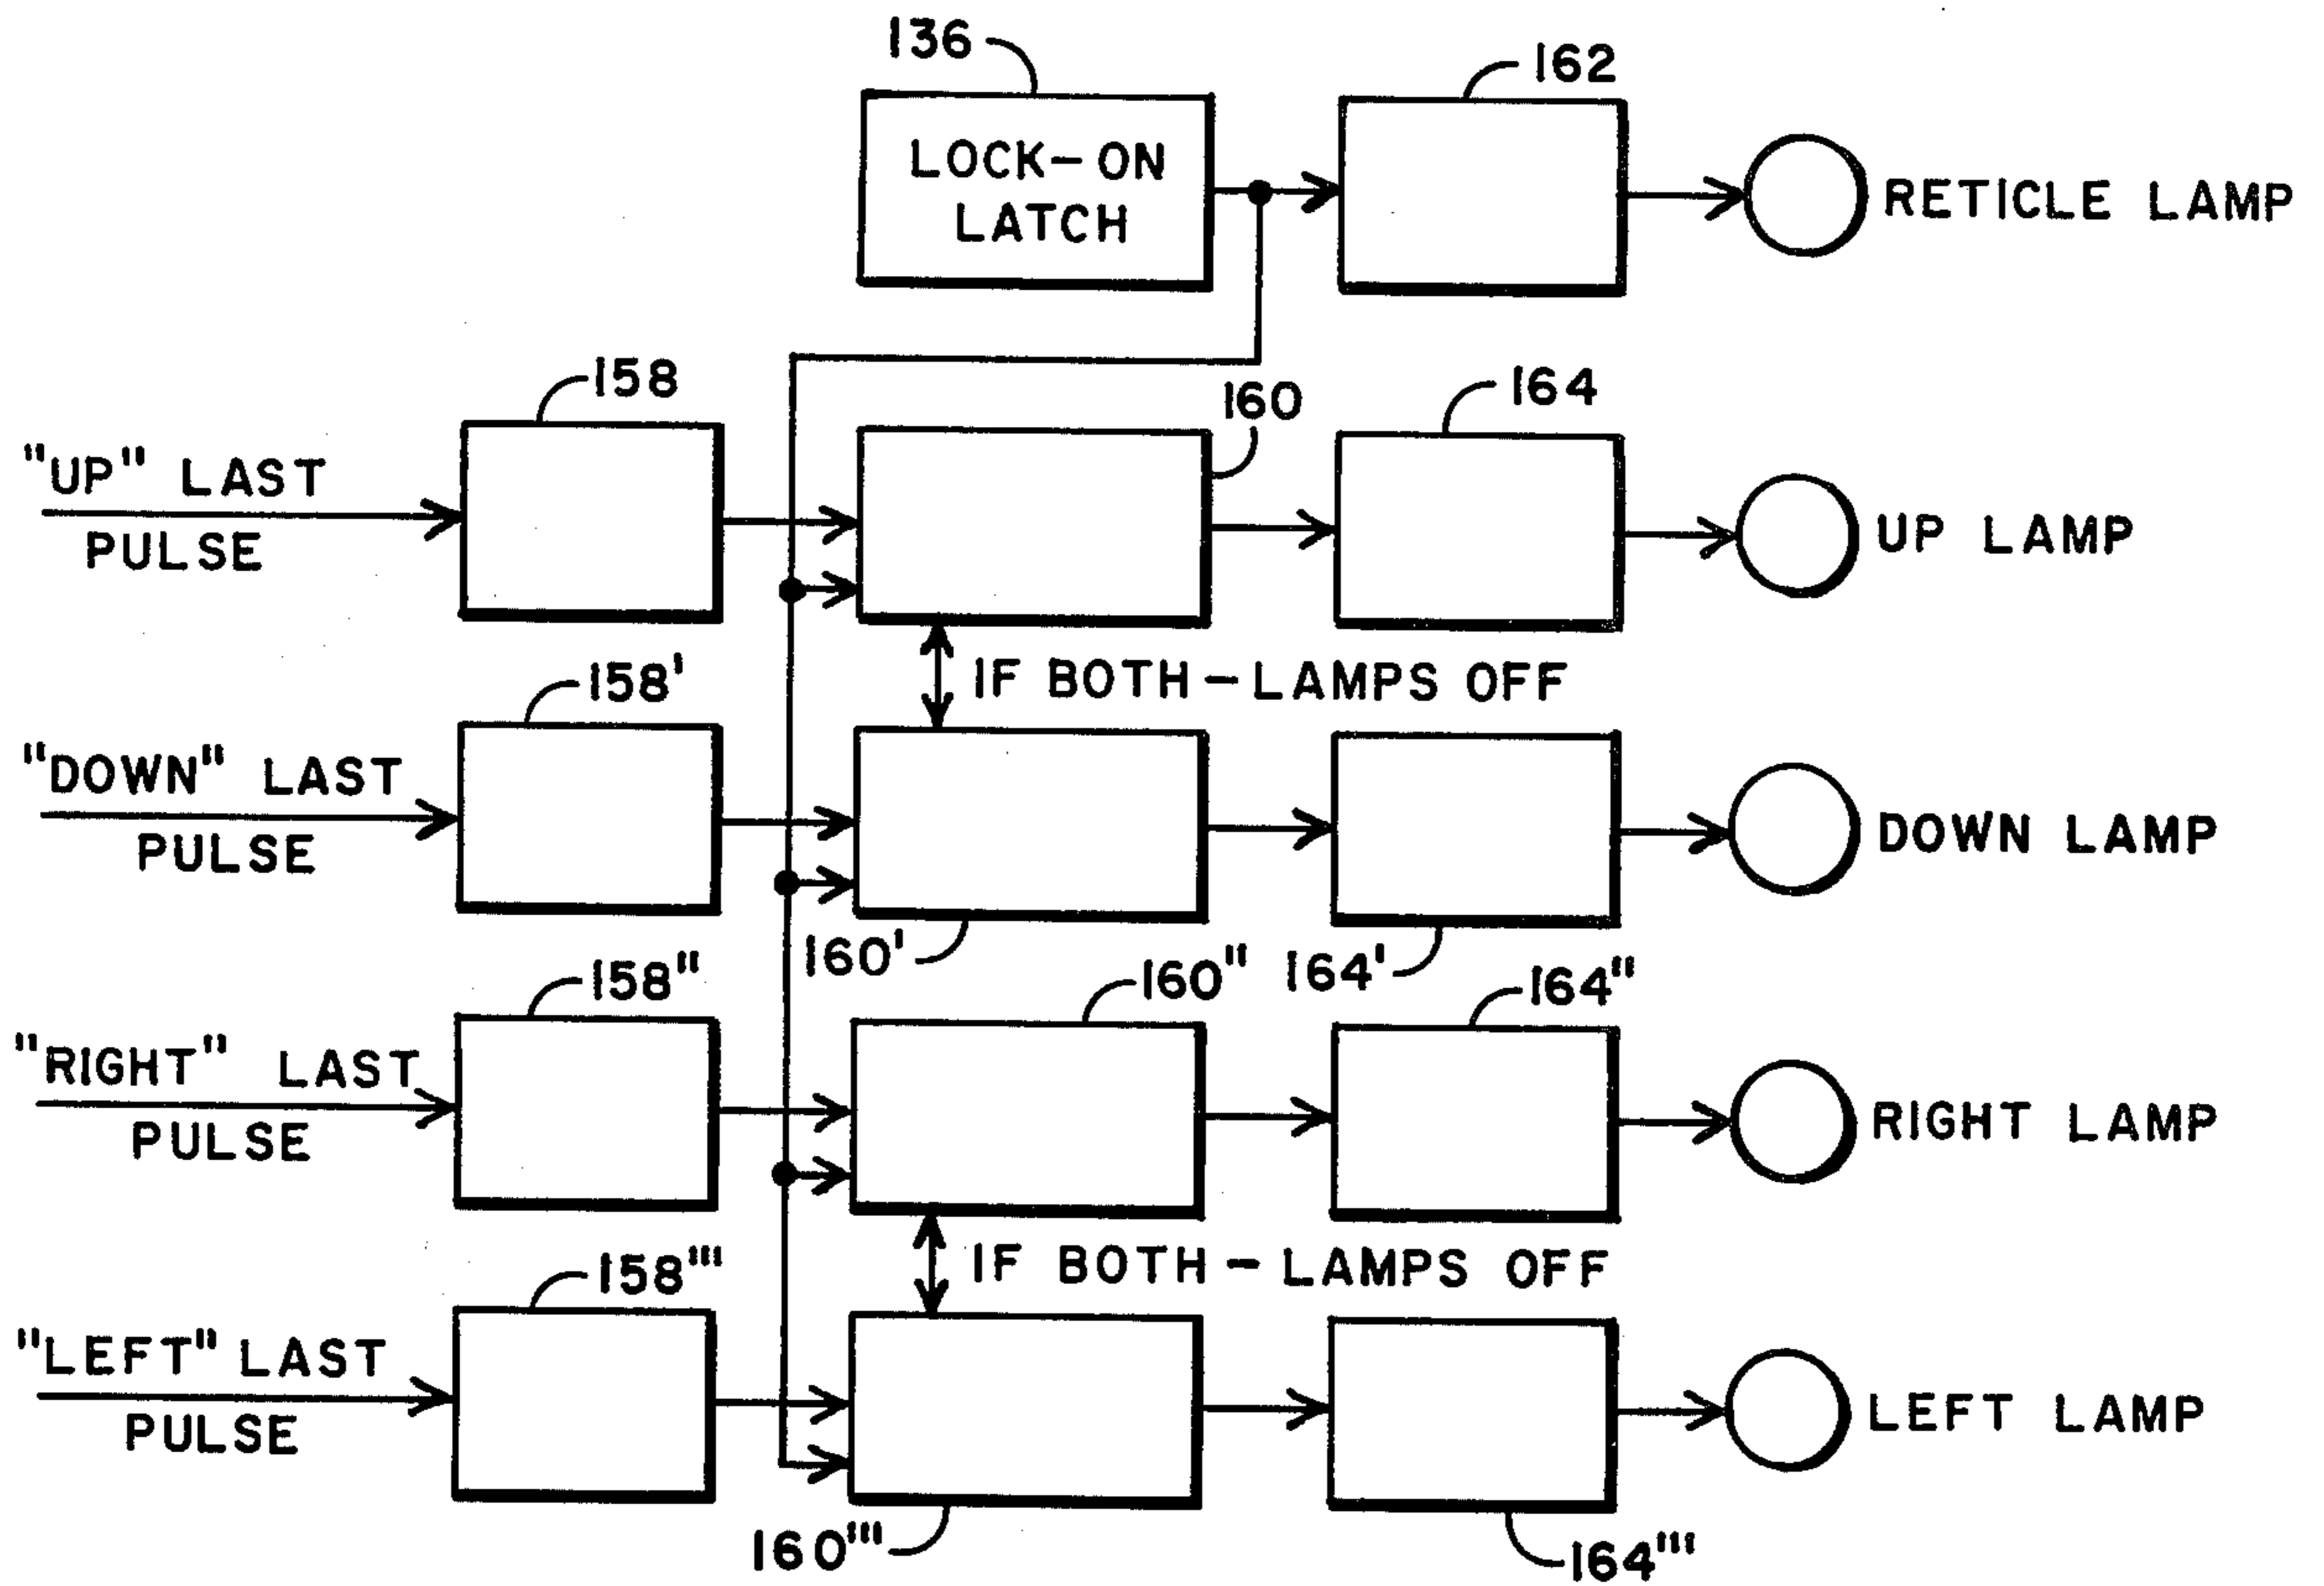 136
162
LOCK-ON
LATCH
RETICLE LAMP
158
160
164
"UP" LAST
PULSE
UP LAMP
IF BOTH-LAMPS OFF
158'
"DOWN" LAST
PULSE
DOWN LAMP
160'
164'
158"
160"
164"
"RIGHT" LAST
PULSE
RIGHT LAMP
IF BOTH-LAMPS OFF
158'''
"LEFT" LAST
PULSE
LEFT LAMP
160'''
164'''